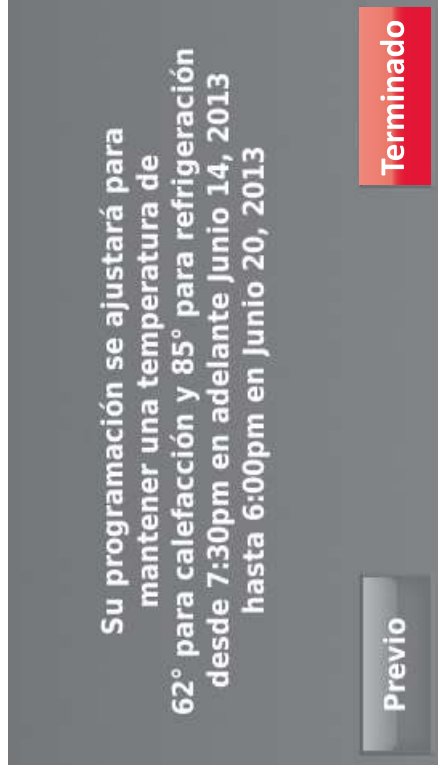 Su programación se ajustará para
mantener una temperatura de
62° para calefacción y 85° para refrigeración
desde 7:30pm en adelante Junio 14, 2013
hasta 6:00pm en Junio 20, 2013
Previo
Terminado